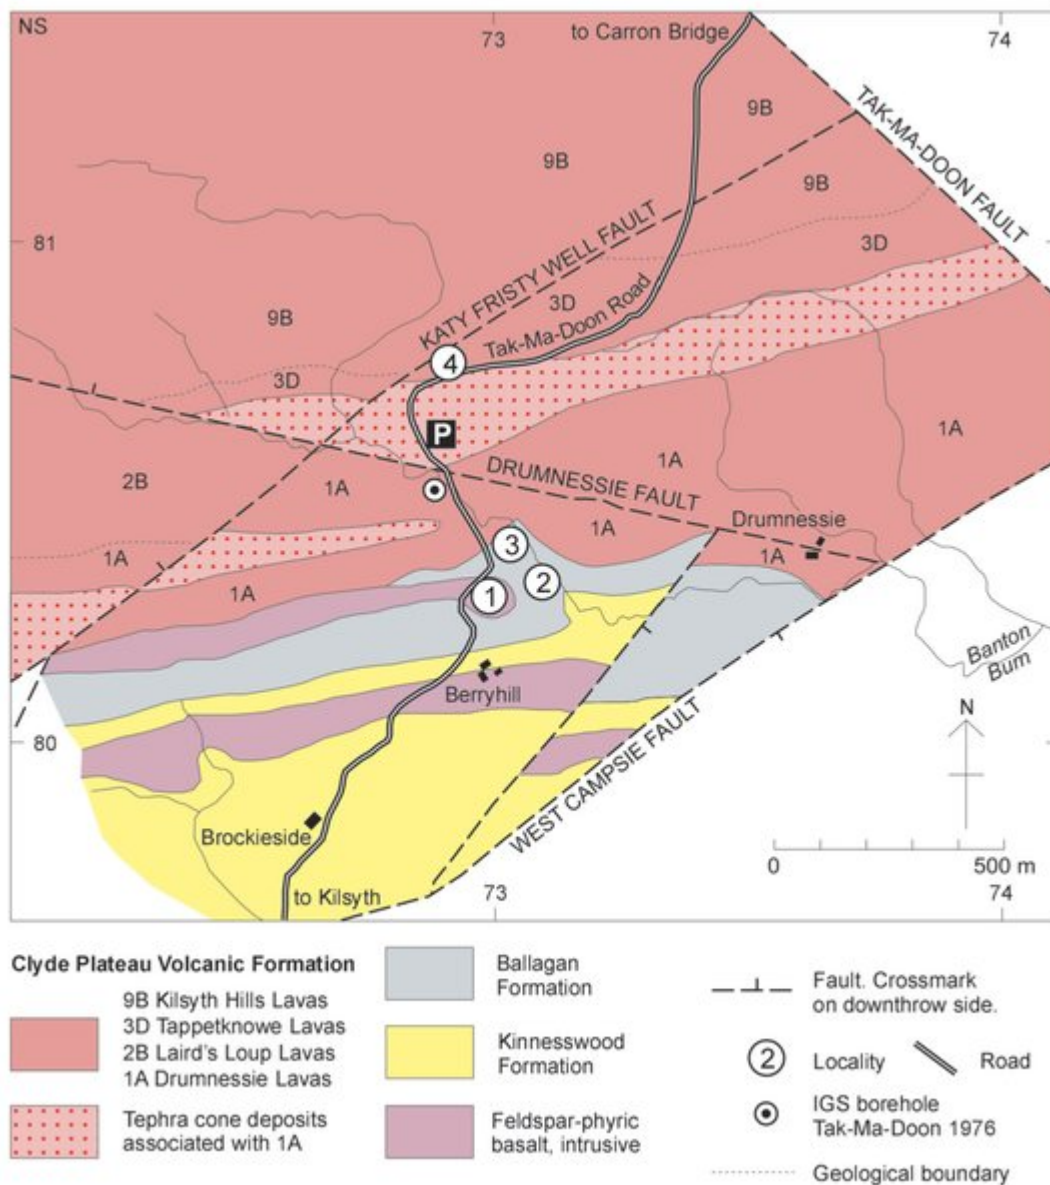 NS
73
to Carron Bridge
74
TAK-MA-DOON FAULT
9B
9B
9B
81
KATY FRISTY WELL FAULT
3D
3D
Tak-Ma-Doon Road
9B
4
3D
P
1A
2B
1A
DRUMNESSIE FAULT
1A
Drumnessie
1A
1A
3
1A
1A
2
1
Banton
Burn
Berryhill
N
80
WEST CAMPSIE FAULT
Brockieside
0
500 m
to Kilsyth
73
74
Clyde Plateau Volcanic Formation
9B Kilsyth Hills Lavas
3D Tappetknowe Lavas
2B Laird's Loup Lavas
1A Drumnessie Lavas
Tephra cone deposits
associated with 1A
Ballagan
Formation
Kinnesswood
Formation
Feldspar-phyric
basalt, intrusive
Fault. Crossmark
on downthrow side.
2 Locality
Road
IGS borehole
Tak-Ma-Doon 1976
Geological boundary